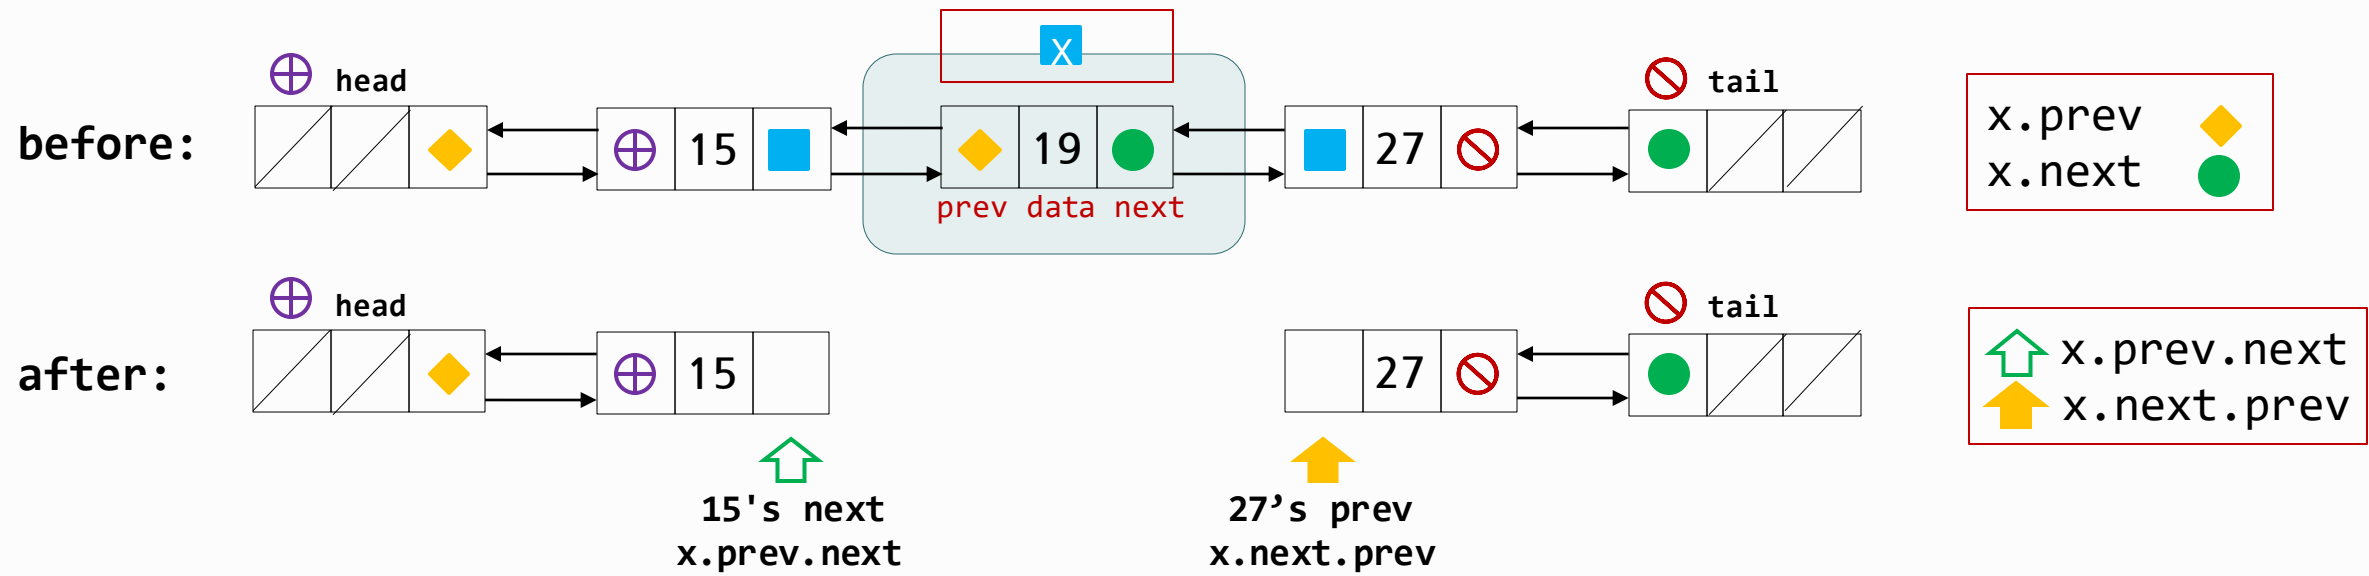 X
head
tail
before:
15
19
27
prev data next
x.prev
x.next
head
tail
after:
15
27
x.prev.next
x.next.prev
15's next
x.prev.next
27’s prev
x.next.prev